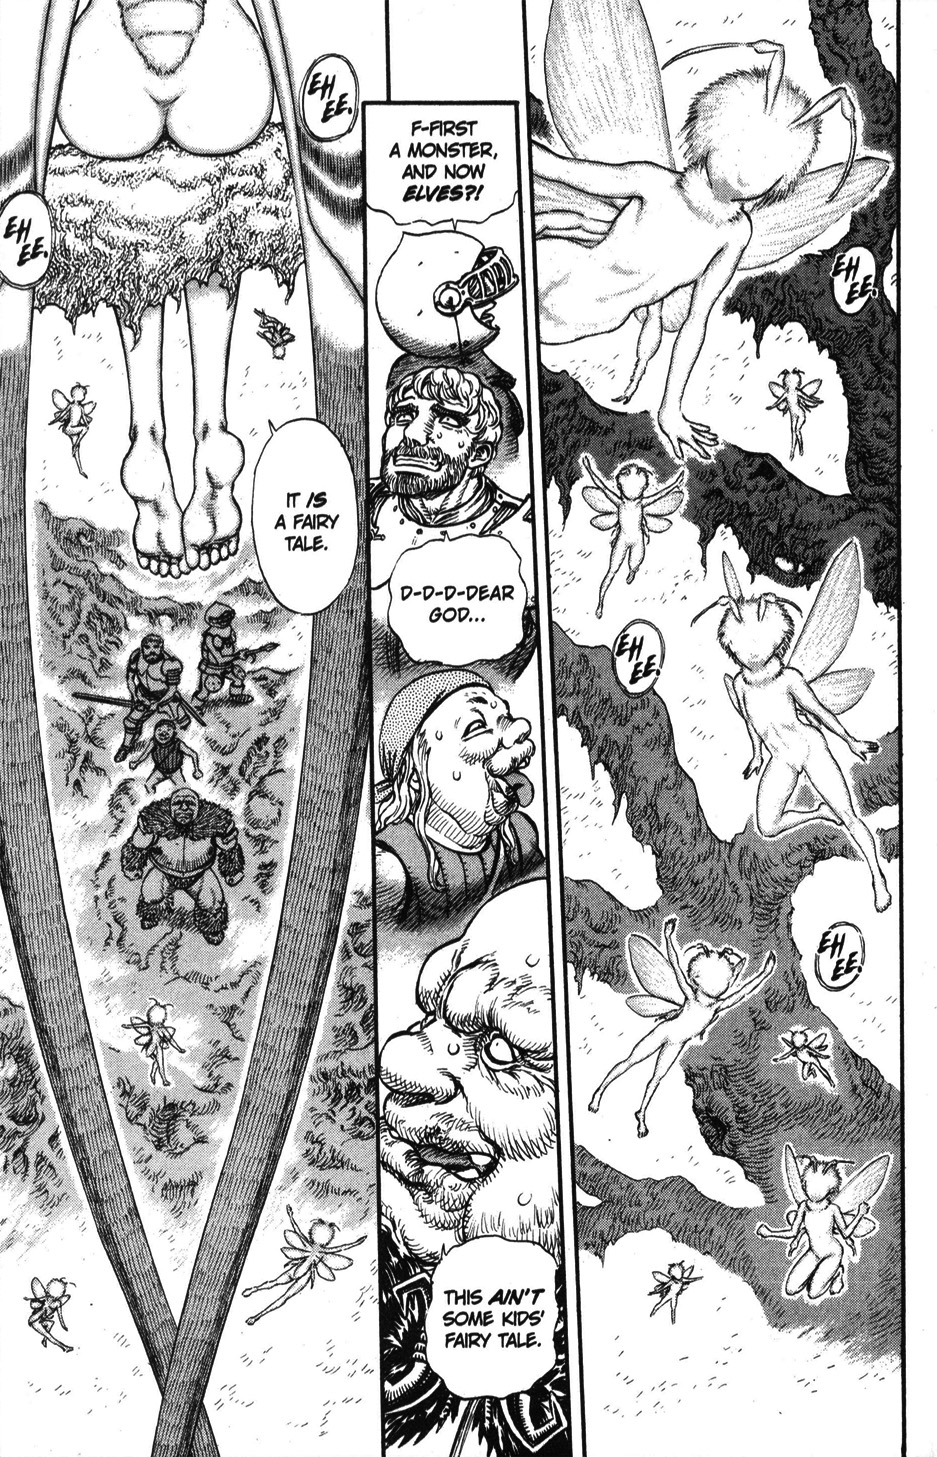 EH
EE.
EH
EE.
EH
EE.
F-FIRST
A MONSTER,
AND NOW
ELVES?!
D-D-D-DEAR
GOD...
THIS AIN'T
SOME KIDS'
FAIRY TALE.
EH
EE.
EH
EE.
IT IS
A FAIRY
TALE.